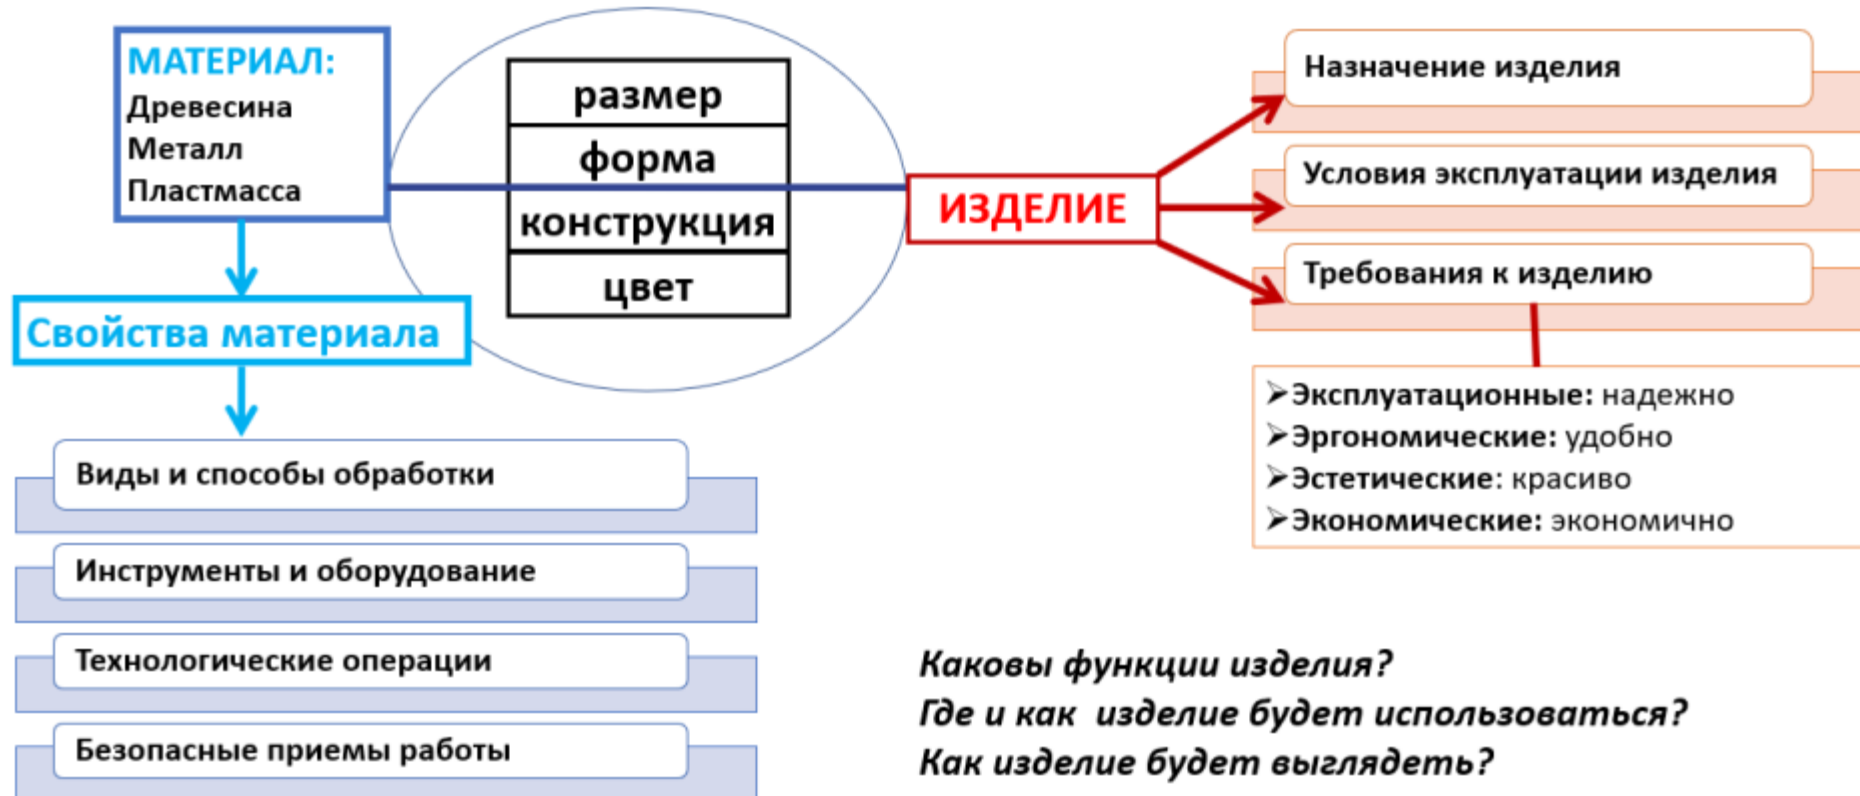 МАТЕРИАЛ:
Древесина
Металл
Пластмасса
Свойства материала
Виды и способы обработки
Инструменты и оборудование
Технологические операции
Безопасные приемы работы
размер
форма
конструкция
цвет
ИЗДЕЛИЕ
Назначение изделия
Условия эксплуатации изделия
Требования к изделию
➢Эксплуатационные: надежно
➢Эргономические: удобно
➢Эстетические: красиво
➢Экономические: экономично
Каковы функции изделия?
Где и как изделие будет использоваться?
Как изделие будет выглядеть?